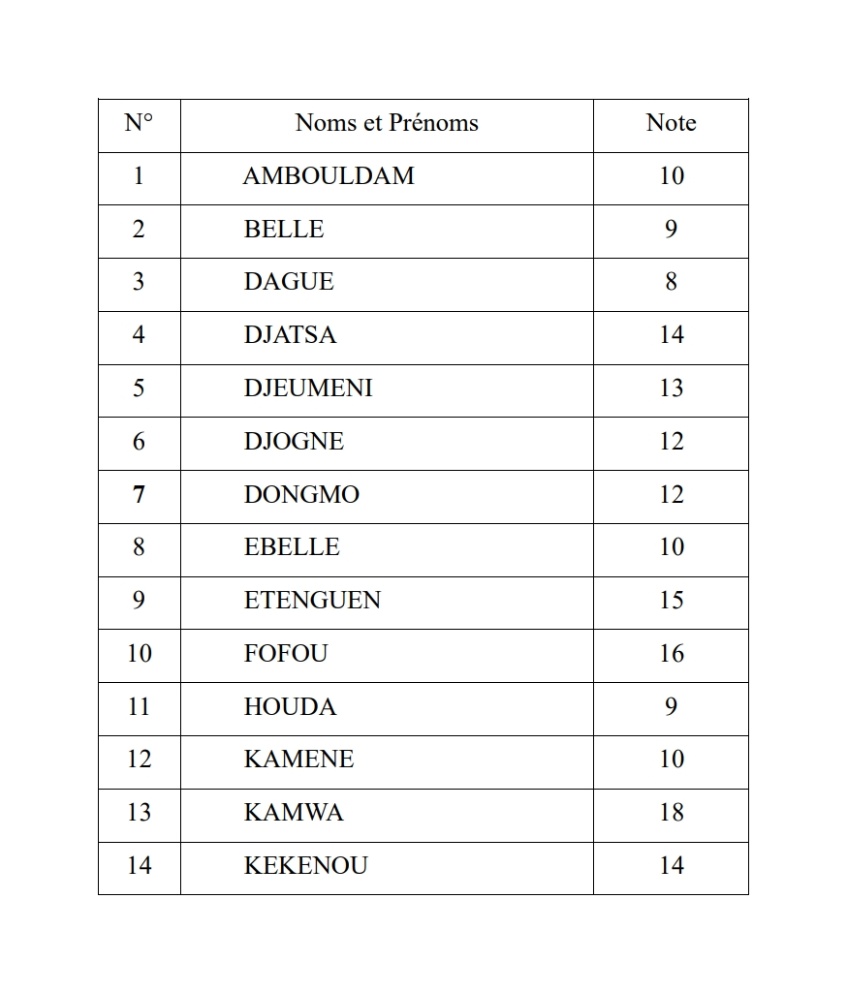 N° Noms et Prénoms Note
1 AMBOULDAM 10
2 BELLE 9
3 DAGUE 8
4 DJATSA 14
5 DJEUMENI 13
6 DJOGNE 12
7 DONGMO 12
8 EBELLE 10
9 ETENGUEN 15
10 FOFOU 16
11 HOUDA 9
12 KAMENE 10
13 KAMWA 18
14 KEKENOU 14